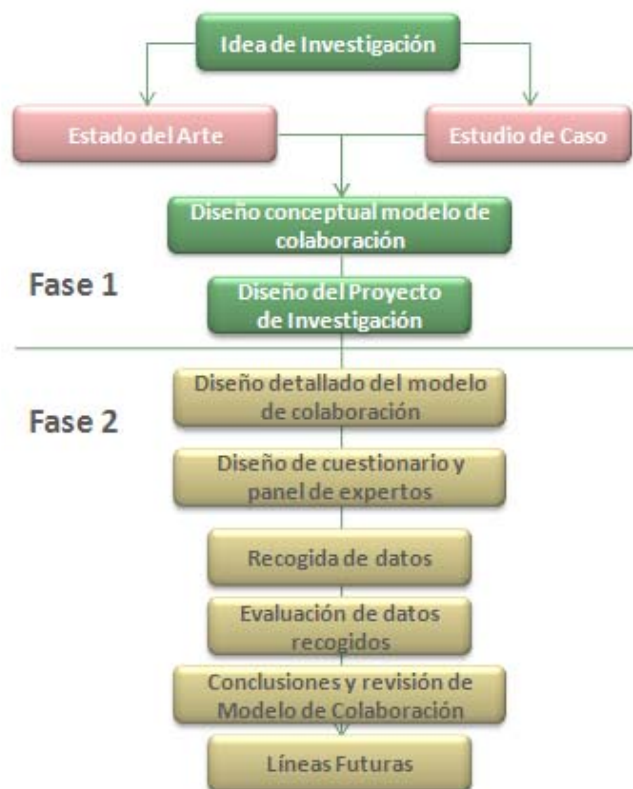 Idea de Investigación
Estado del Arte
Estudio de Caso
Diseño conceptual modelo de
colaboración
Fase 1
Diseño del Proyecto
de Investigación
Diseño detallado del modelo
de colaboración
Fase 2
Diseño de cuestionario y
panel de expertos
Recogida de datos
Evaluación de datos
recogidos
Conclusiones y revisión de
Modelo de Colaboración
Líneas Futuras